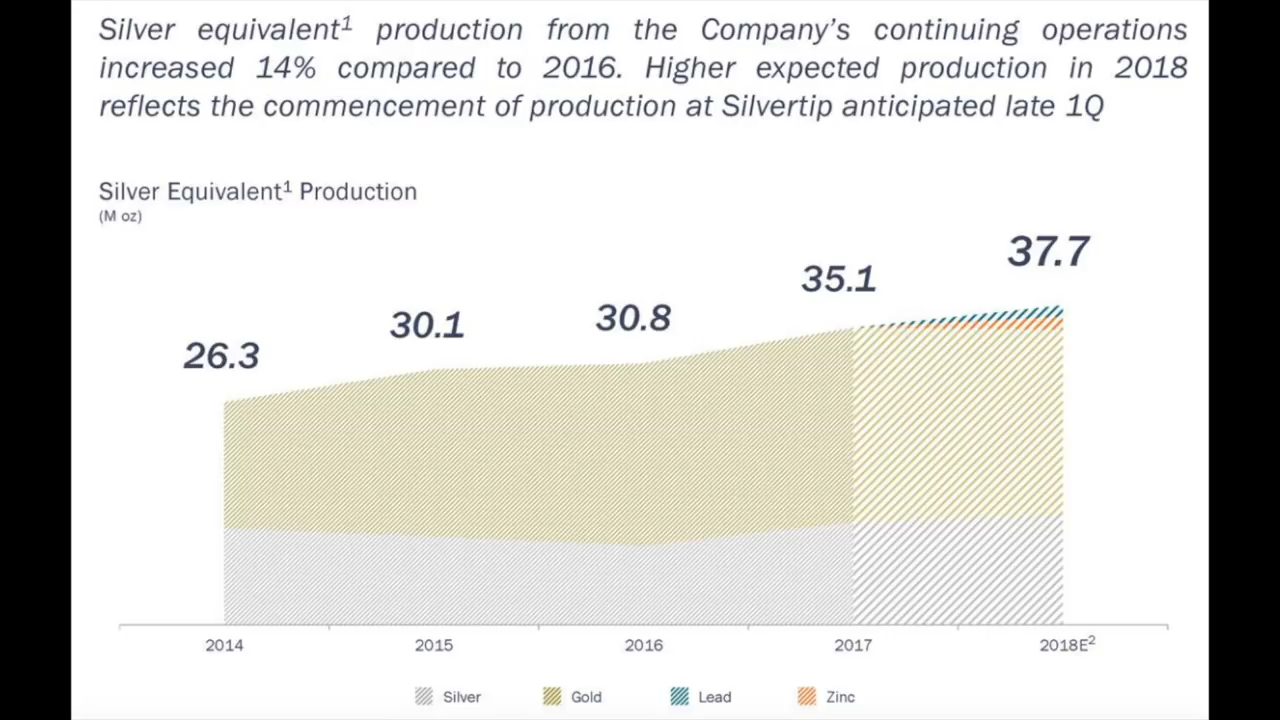 Silver equivalent¹ production from the Company's continuing operations
increased 14% compared to 2016. Higher expected production in 2018
reflects the commencement of production at Silvertip anticipated late 1Q
Silver Equivalent¹ Production
(M oz)
26.3
30.1
30.8
35.1
37.7
2014
2015
2016
2017
2018E²
Silver
Gold
Lead
Zinc